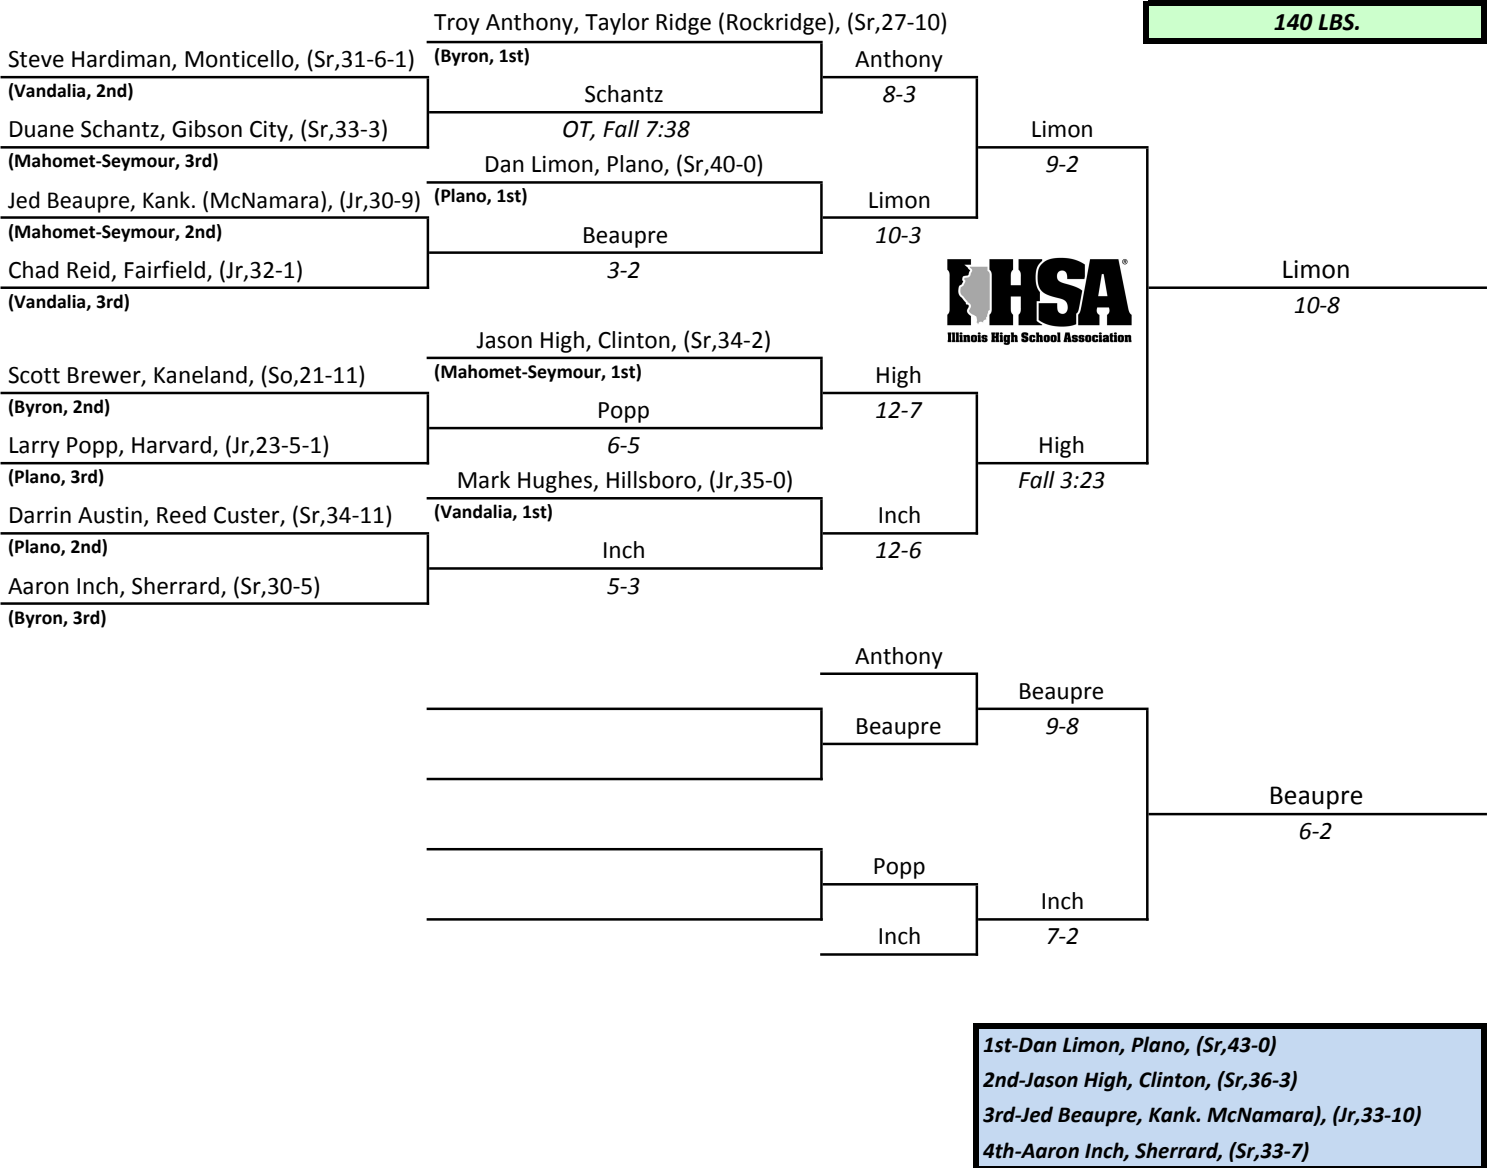 Troy Anthony, Taylor Ridge (Rockridge), (Sr,27-10)
140 LBS.
Steve Hardiman, Monticello, (Sr,31-6-1)
(Byron, 1st)
Anthony
(Vandalia, 2nd)
Schantz
8-3
Duane Schantz, Gibson City, (Sr,33-3)
OT, Fall 7:38
Limon
(Mahomet-Seymour, 3rd)
Dan Limon, Plano, (Sr,40-0)
9-2
Jed Beaupre, Kank. (McNamara), (Jr,30-9)
(Plano, 1st)
Limon
(Mahomet-Seymour, 2nd)
Beaupre
10-3
Chad Reid, Fairfield, (Jr,32-1)
3-2
Limon
(Vandalia, 3rd)
10-8
IHSA®
Illinois High School Association
Jason High, Clinton, (Sr,34-2)
Scott Brewer, Kaneland, (So,21-11)
(Mahomet-Seymour, 1st)
High
(Byron, 2nd)
Popp
12-7
Larry Popp, Harvard, (Jr,23-5-1)
6-5
High
(Plano, 3rd)
Mark Hughes, Hillsboro, (Jr,35-0)
Fall 3:23
Darrin Austin, Reed Custer, (Sr,34-11)
(Vandalia, 1st)
Inch
(Plano, 2nd)
Inch
12-6
Aaron Inch, Sherrard, (Sr,30-5)
5-3
(Byron, 3rd)
Anthony
Beaupre
Beaupre
9-8
Beaupre
6-2
Popp
Inch
Inch
7-2
1st-Dan Limon, Plano, (Sr,43-0)
2nd-Jason High, Clinton, (Sr,36-3)
3rd-Jed Beaupre, Kank. McNamara), (Jr,33-10)
4th-Aaron Inch, Sherrard, (Sr,33-7)